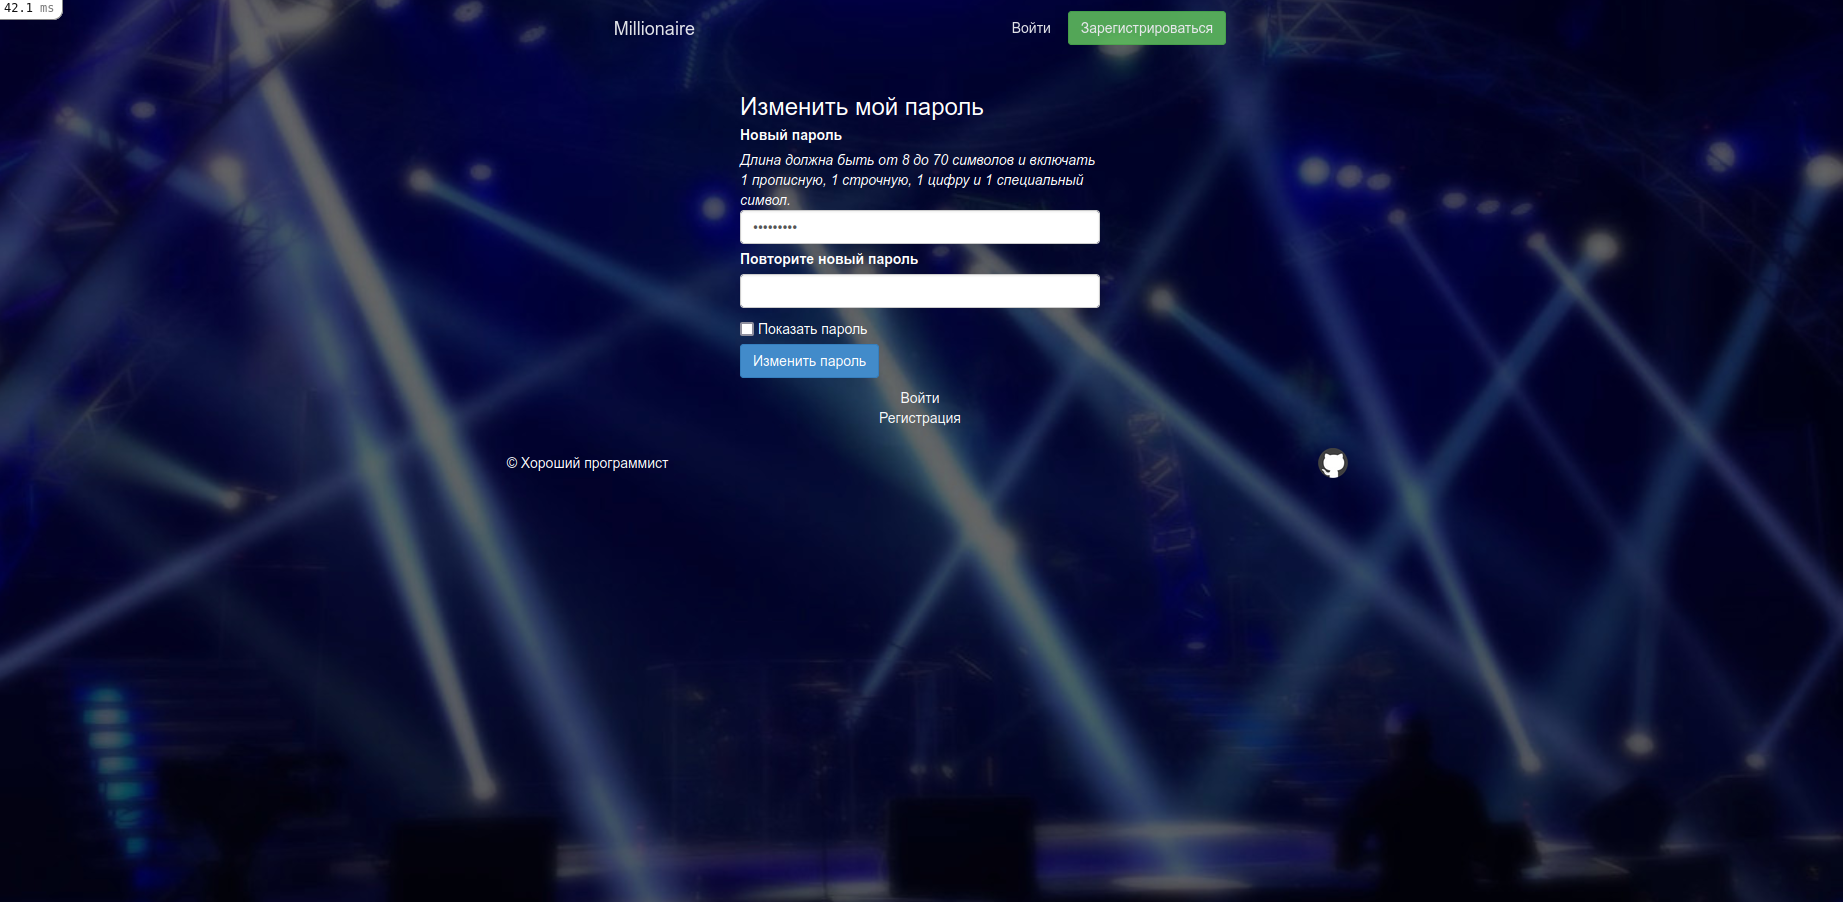 42.1 ms
Millionaire
Войти
Зарегистрироваться
Изменить мой пароль
Новый пароль
Длина должна быть от 8 до 70 символов и включать
1 прописную, 1 строчную, 1 цифру и 1 специальный
символ.
•••••••••
Повторите новый пароль
Показать пароль
Изменить пароль
Войти
Регистрация
© Хороший программист